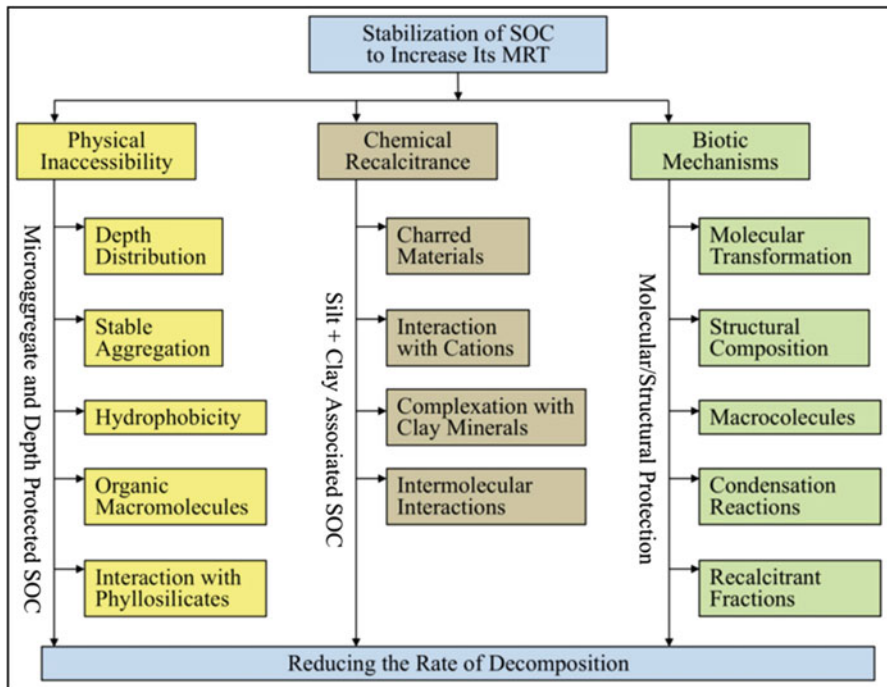 Stabilization of SOC
to Increase Its MRT
Physical
Inaccessibility
Microaggregate and Depth Protected SOC
Depth
Distribution
Stable
Aggregation
Hydrophobicity
Organic
Macromolecules
Interaction with
Phyllosilicates
Chemical
Recalcitrance
Silt + Clay Associated SOC
Charred
Materials
Interaction
with Cations
Complexation with
Clay Minerals
Intermolecular
Interactions
Biotic
Mechanisms
Molecular/Structural Protection
Molecular
Transformation
Structural
Composition
Macrocolecules
Condensation
Reactions
Recalcitrant
Fractions
Reducing the Rate of Decomposition